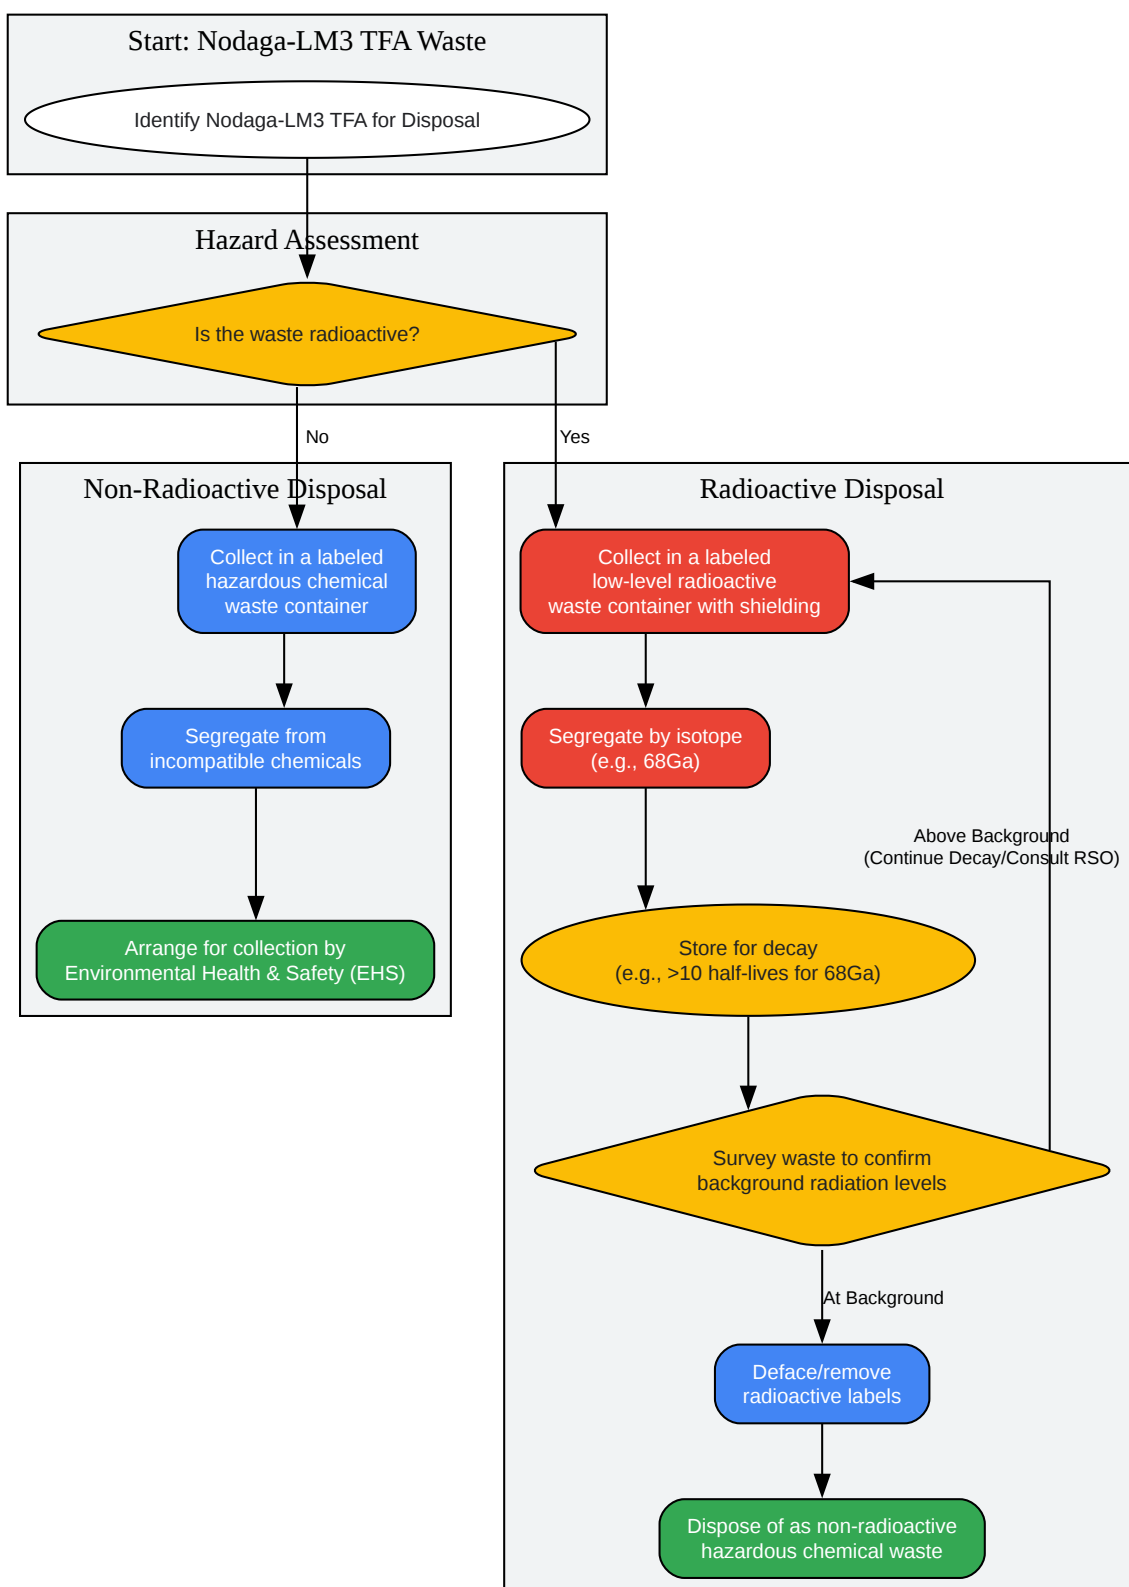 Start: Nodaga-LM3 TFA Waste
Identify Nodaga-LM3 TFA for Disposal
Hazard Assessment
Is the waste radioactive?
No
Yes
Non-Radioactive Disposal
Collect in a labeled
hazardous chemical
waste container
Segregate from
incompatible chemicals
Arrange for collection by
Environmental Health & Safety (EHS)
Radioactive Disposal
Collect in a labeled
low-level radioactive
waste container with shielding
Segregate by isotope
(e.g., 68Ga)
Above Background
(Continue Decay/Consult RSO)
Store for decay
(e.g., >10 half-lives for 68Ga)
Survey waste to confirm
background radiation levels
At Background
Deface/remove
radioactive labels
Dispose of as non-radioactive
hazardous chemical waste